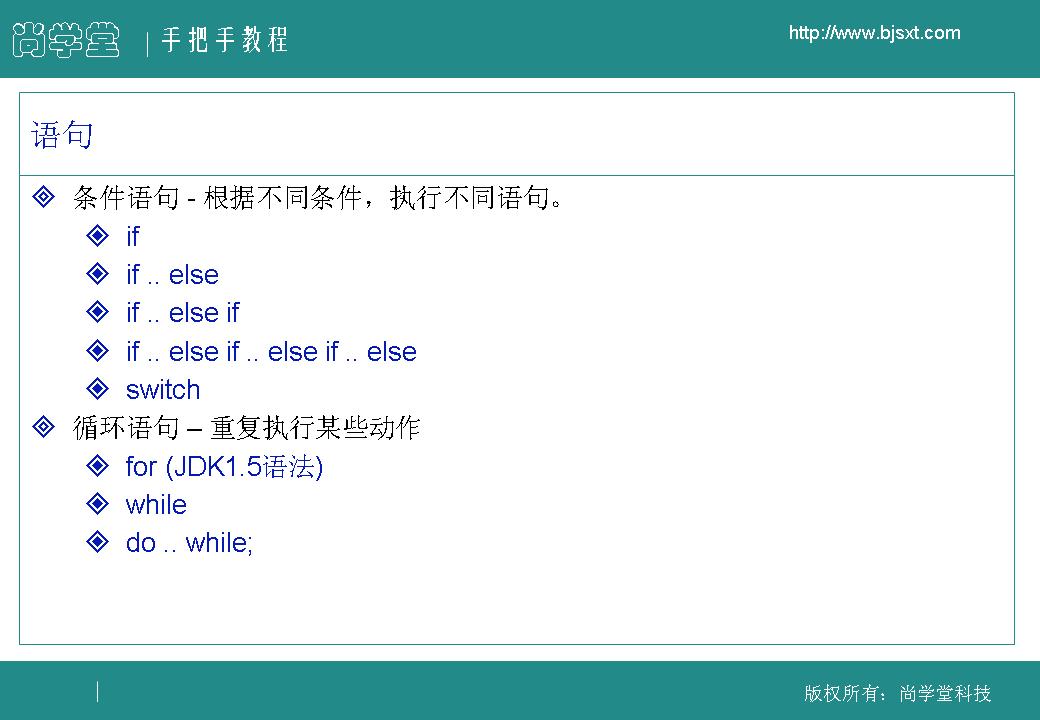 尚学堂 | 手把手教程
http://www.bjsxt.com
语句
条件语句 - 根据不同条件，执行不同语句。
if
if .. else
if .. else if
if .. else if .. else if .. else
switch
循环语句 – 重复执行某些动作
for (JDK1.5语法)
while
do .. while;
版权所有：尚学堂科技